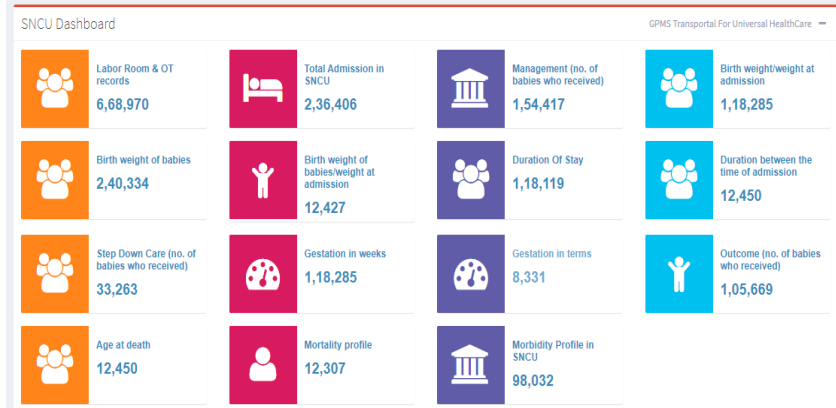 SNCU Dashboard
GPMS Transportal For Universal HealthCare
Labor Room & OT
records
6,68,970
Total Admission in
SNCU
2,36,406
Management (no. of
babies who received)
1,54,417
Birth weight/weight at
admission
1,18,285
Birth weight of babies
2,40,334
Birth weight of
babies/weight at
admission
12,427
Duration Of Stay
1,18,119
Duration between the
time of admission
12,450
Step Down Care (no. of
babies who received)
33,263
Gestation in weeks
1,18,285
Gestation in terms
8,331
Outcome (no. of babies
who received)
1,05,669
Age at death
12,450
Mortality profile
12,307
Morbidity Profile in
SNCU
98,032